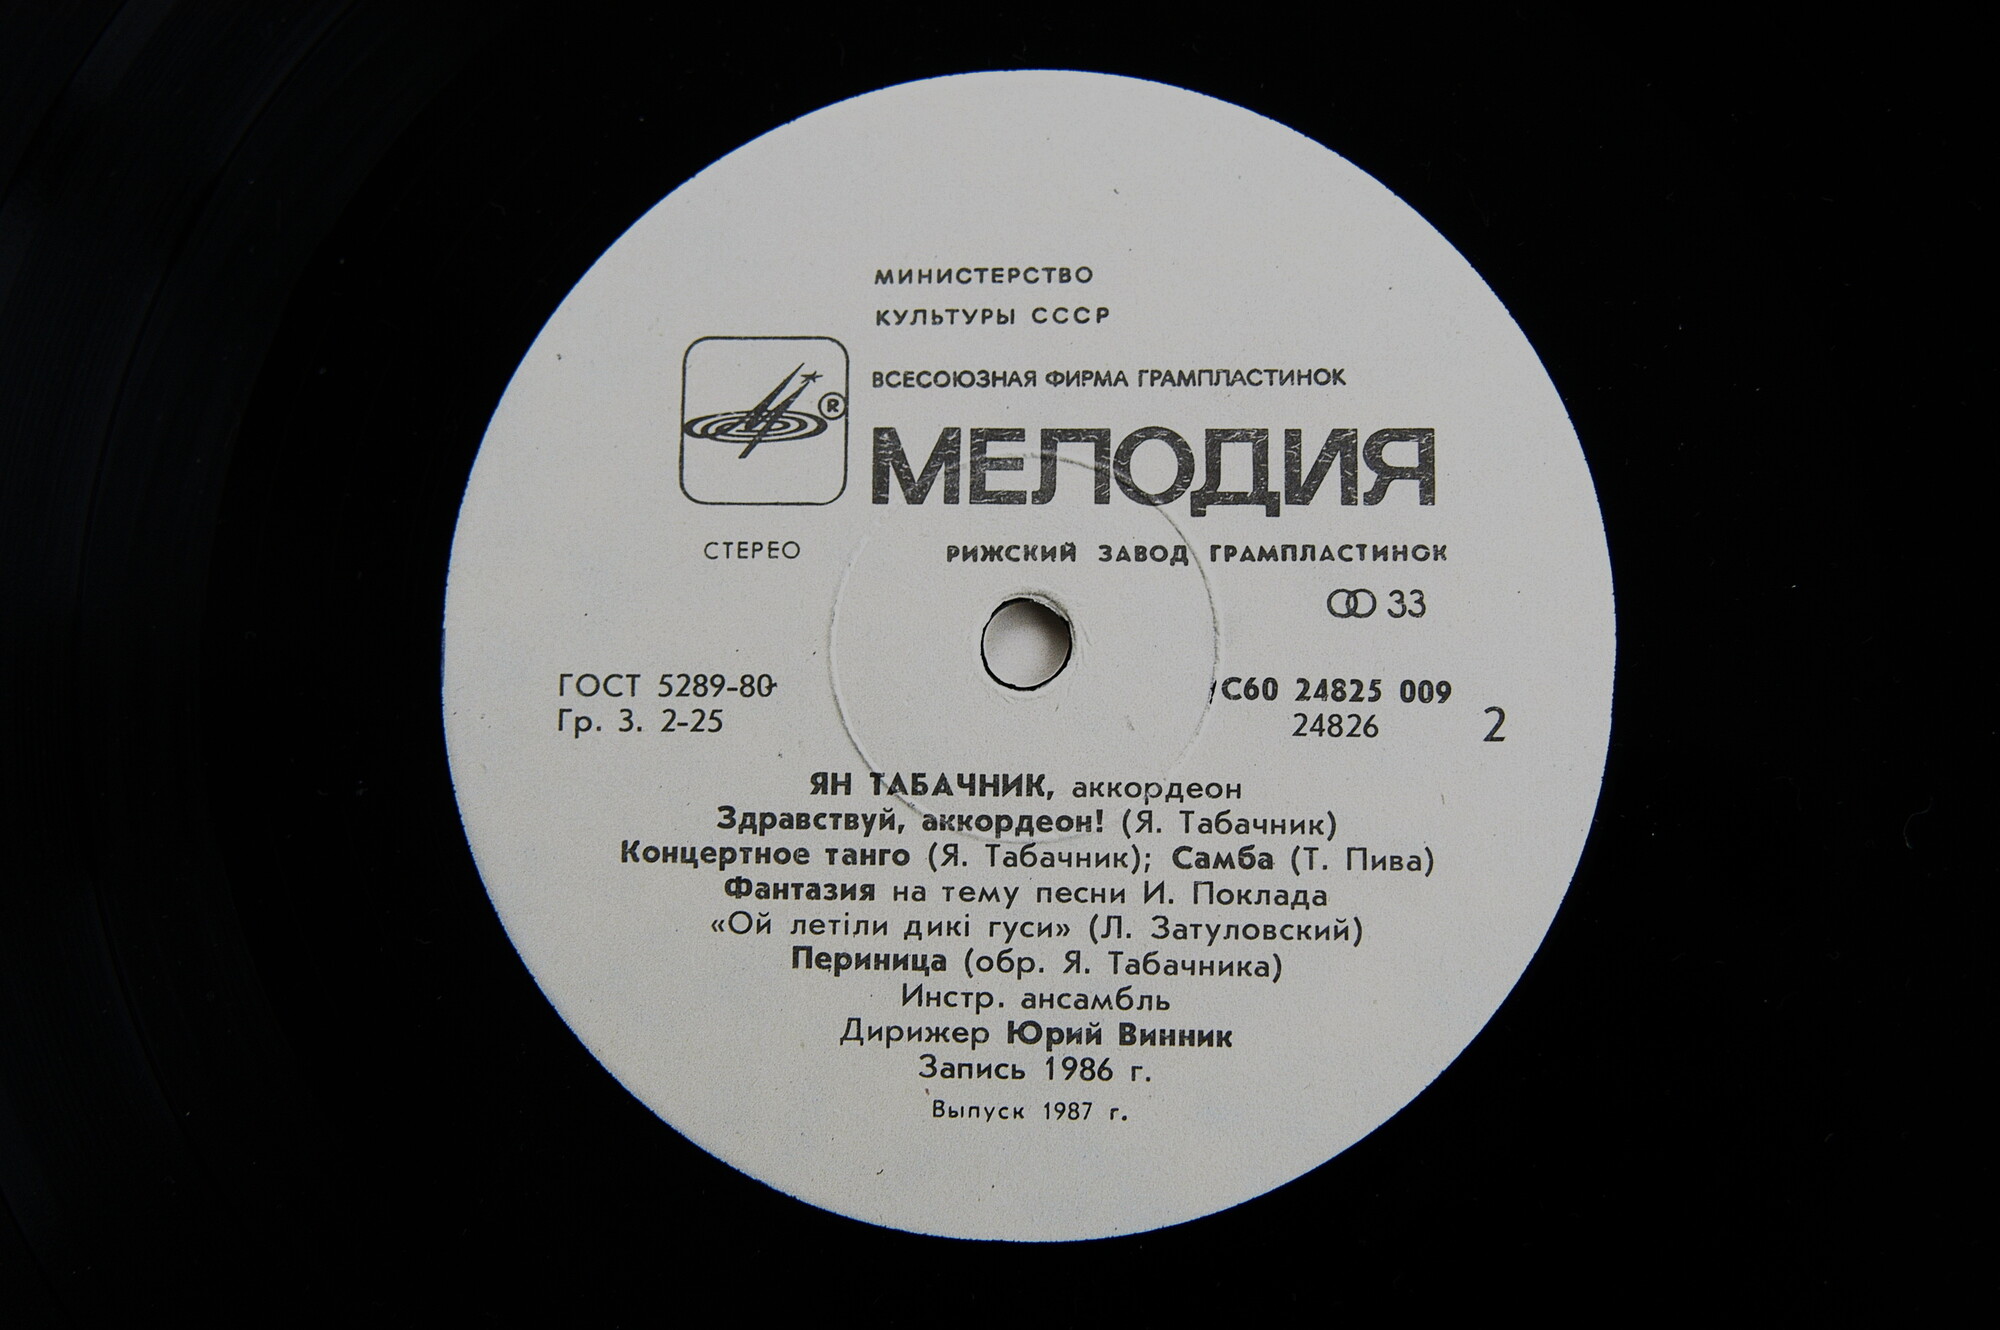 МИНИСТЕРСТВО
КУЛЬТУРЫ СССР
ВСЕСОЮЗНАЯ ФИРМА ГРАМПЛАСТИНОК
®
МЕЛОДИЯ
СТЕРЕО
РИЖСКИЙ ЗАВОД ГРАМПЛАСТИНОК
33
ГОСТ 5289-80
Гр. 3. 2-25
С60 24825 009
24826
2
ЯН ТАБАЧНИК, аккордеон
Здравствуй, аккордеон! (Я. Табачник)
Концертное танго (Я. Табачник); Самба (Т. Пива)
Фантазия на тему песни И. Поклада
«Ой летіли дикі гуси» (Л. Затуловский)
Периница (обр. Я. Табачника)
Инстр. ансамбль
Дирижер Юрий Винник
Запись 1986 г.
Выпуск 1987 г.